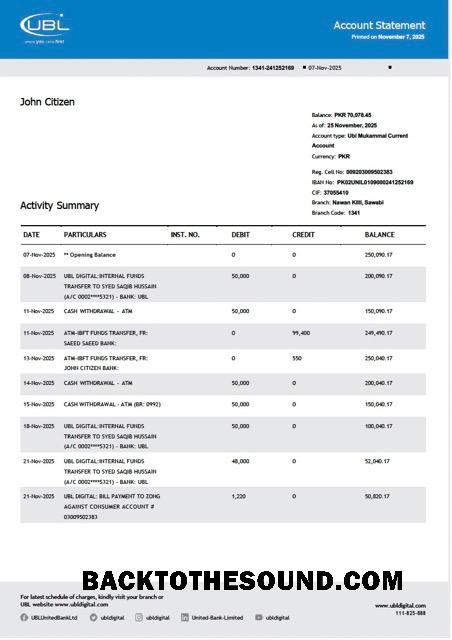 UBL
where you come first
Account Statement
Printed on November 7, 2025
Account Number: 1341-241252169 ■ 07-Nov-2025 ■
John Citizen
Balance: PKR 70,078.45
As of: 25 November, 2025
Account type: Ubl Mukammal Current
Account
Currency: PKR
Reg. Cell No: 009203009502383
IBAN No: PK02UNIL0109000241252169
CIF: 37055410
Branch: Nawan Killi, Sawabi
Branch Code: 1341
Activity Summary
DATE PARTICULARS INST. NO. DEBIT CREDIT BALANCE
07-Nov-2025 ** Opening Balance 0 0 250,090.17
08-Nov-2025 UBL DIGITAL:INTERNAL FUNDS 50,000 0 200,090.17
TRANSFER TO SYED SAQIB HUSSAIN
(A/C 0002****5321) - BANK: UBL
11-Nov-2025 CASH WITHDRAWAL - ATM 50,000 0 150,090.17
11-Nov-2025 ATM-IBFT FUNDS TRANSFER, FR: 0 99,400 249,490.17
SAEED SAEED BANK:
13-Nov-2025 ATM-IBFT FUNDS TRANSFER, FR: 0 550 250,040.17
JOHN CITIZEN BANK:
14-Nov-2025 CASH WITHDRAWAL - ATM 50,000 0 200,040.17
15-Nov-2025 CASH WITHDRAWAL - ATM (BR: 0992) 50,000 0 150,040.17
18-Nov-2025 UBL DIGITAL:INTERNAL FUNDS 50,000 0 100,040.17
TRANSFER TO SYED SAQIB HUSSAIN
(A/C 0002****5321) - BANK: UBL
21-Nov-2025 UBL DIGITAL:INTERNAL FUNDS 48,000 0 52,040.17
TRANSFER TO SYED SAQIB HUSSAIN
(A/C 0002****5321) - BANK: UBL
21-Nov-2025 UBL DIGITAL: BILL PAYMENT TO ZONG 1,220 0 50,820.17
AGAINST CONSUMER ACCOUNT #
03009502383
BACKTOTHESOUND.COM
For latest schedule of charges, kindly visit your branch or
UBL website www.ubldigital.com
www.ubldigital.com
111-825-888
UBLUnitedBankLtd ubldigital ubldigital United-Bank-Limited ubldigital